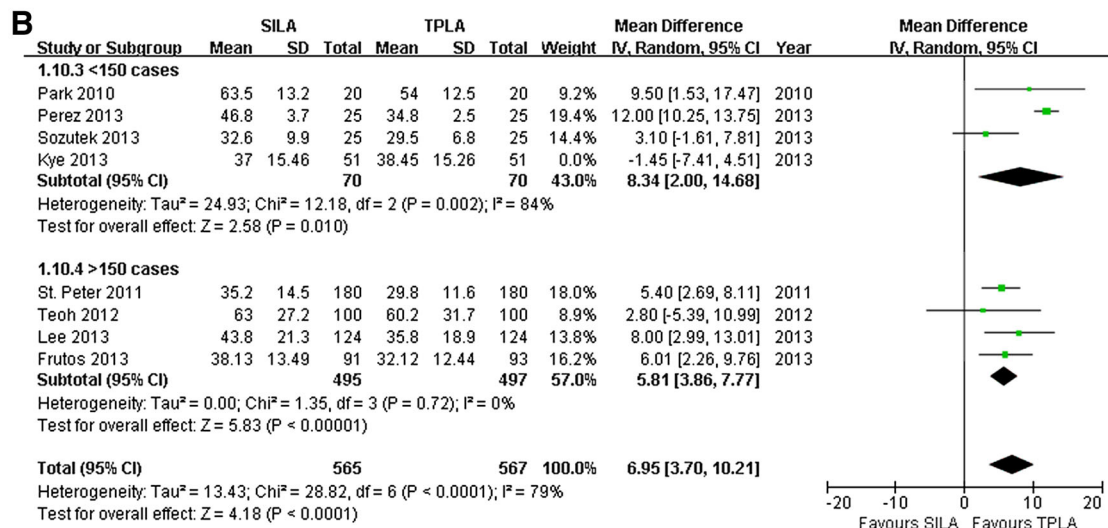 B
SILA TPLA Mean Difference Mean Difference
Study or Subgroup Mean SD Total Mean SD Total Weight IV, Random, 95% CI Year IV, Random, 95% CI
1.10.3 <150 cases
Park 2010 63.5 13.2 20 54 12.5 20 9.2% 9.50 [1.53, 17.47] 2010
Perez 2013 46.8 3.7 25 34.8 2.5 25 19.4% 12.00 [10.25, 13.75] 2013
Sozutek 2013 32.6 9.9 25 29.5 6.8 25 14.4% 3.10 [-1.61, 7.81] 2013
Kye 2013 37 15.46 51 38.45 15.26 51 0.0% -1.45 [-7.41, 4.51] 2013
Subtotal (95% CI) 70 70 43.0% 8.34 [2.00, 14.68]
Heterogeneity: Tau² = 24.93; Chi² = 12.18, df = 2 (P = 0.002); I² = 84%
Test for overall effect: Z = 2.58 (P = 0.010)
1.10.4 >150 cases
St. Peter 2011 35.2 14.5 180 29.8 11.6 180 18.0% 5.40 [2.69, 8.11] 2011
Teoh 2012 63 27.2 100 60.2 31.7 100 8.9% 2.80 [-5.39, 10.99] 2012
Lee 2013 43.8 21.3 124 35.8 18.9 124 13.8% 8.00 [2.99, 13.01] 2013
Frutos 2013 38.13 13.49 91 32.12 12.44 93 16.2% 6.01 [2.26, 9.76] 2013
Subtotal (95% CI) 495 497 57.0% 5.81 [3.86, 7.77]
Heterogeneity: Tau² = 0.00; Chi² = 1.35, df = 3 (P = 0.72); I² = 0%
Test for overall effect: Z = 5.83 (P < 0.00001)
Total (95% CI) 565 567 100.0% 6.95 [3.70, 10.21]
Heterogeneity: Tau² = 13.43; Chi² = 28.82, df = 6 (P < 0.0001); I² = 79%
Test for overall effect: Z = 4.18 (P < 0.0001)
-20 -10 0 10 20
Favours SILA Favours TPLA